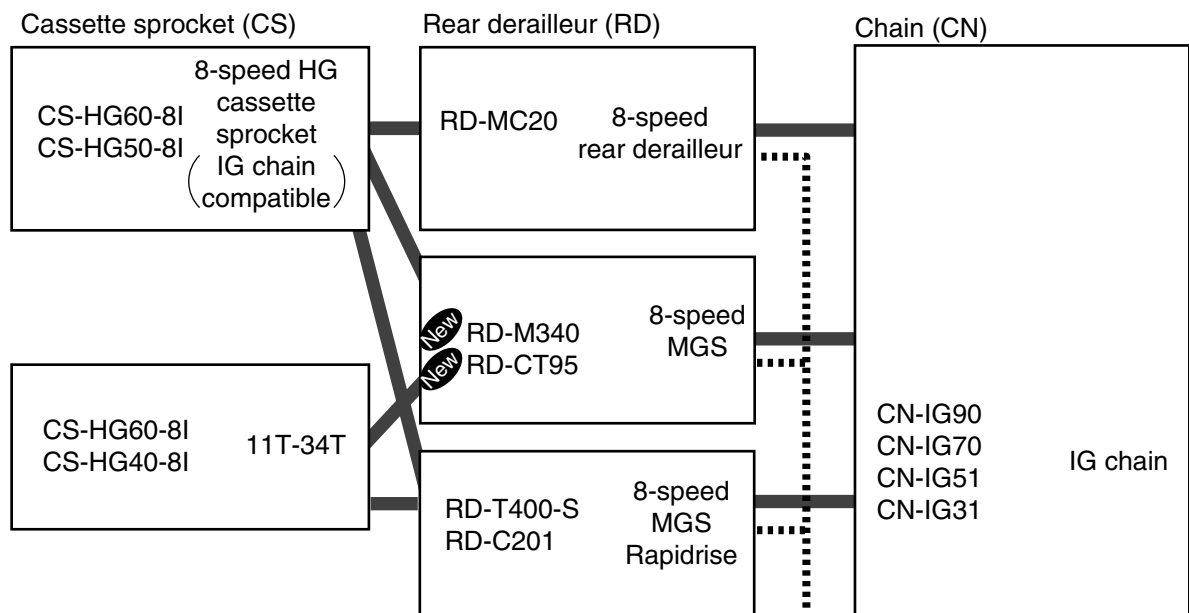 Cassette sprocket (CS)
Rear derailleur (RD)
Chain (CN)
CS-HG60-8I
CS-HG50-8I
8-speed HG
cassette
sprocket
(IG chain
compatible)
RD-MC20
8-speed
rear derailleur
New RD-M340
New RD-CT95
8-speed
MGS
CS-HG60-8I
CS-HG40-8I
11T-34T
RD-T400-S
RD-C201
8-speed
MGS
Rapidrise
CN-IG90
CN-IG70
CN-IG51
CN-IG31
IG chain